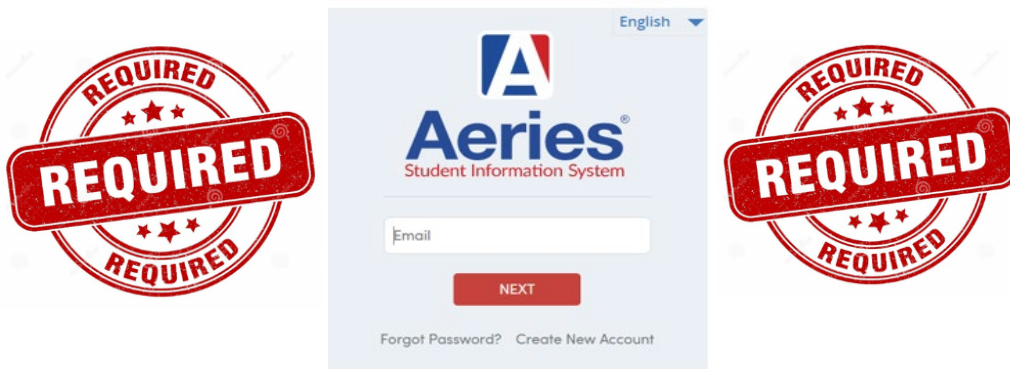 REQUIRED
REQUIRED
REQUIRED
English
A
Aeries®
Student Information System
Email
NEXT
Forgot Password? Create New Account
REQUIRED
REQUIRED
REQUIRED